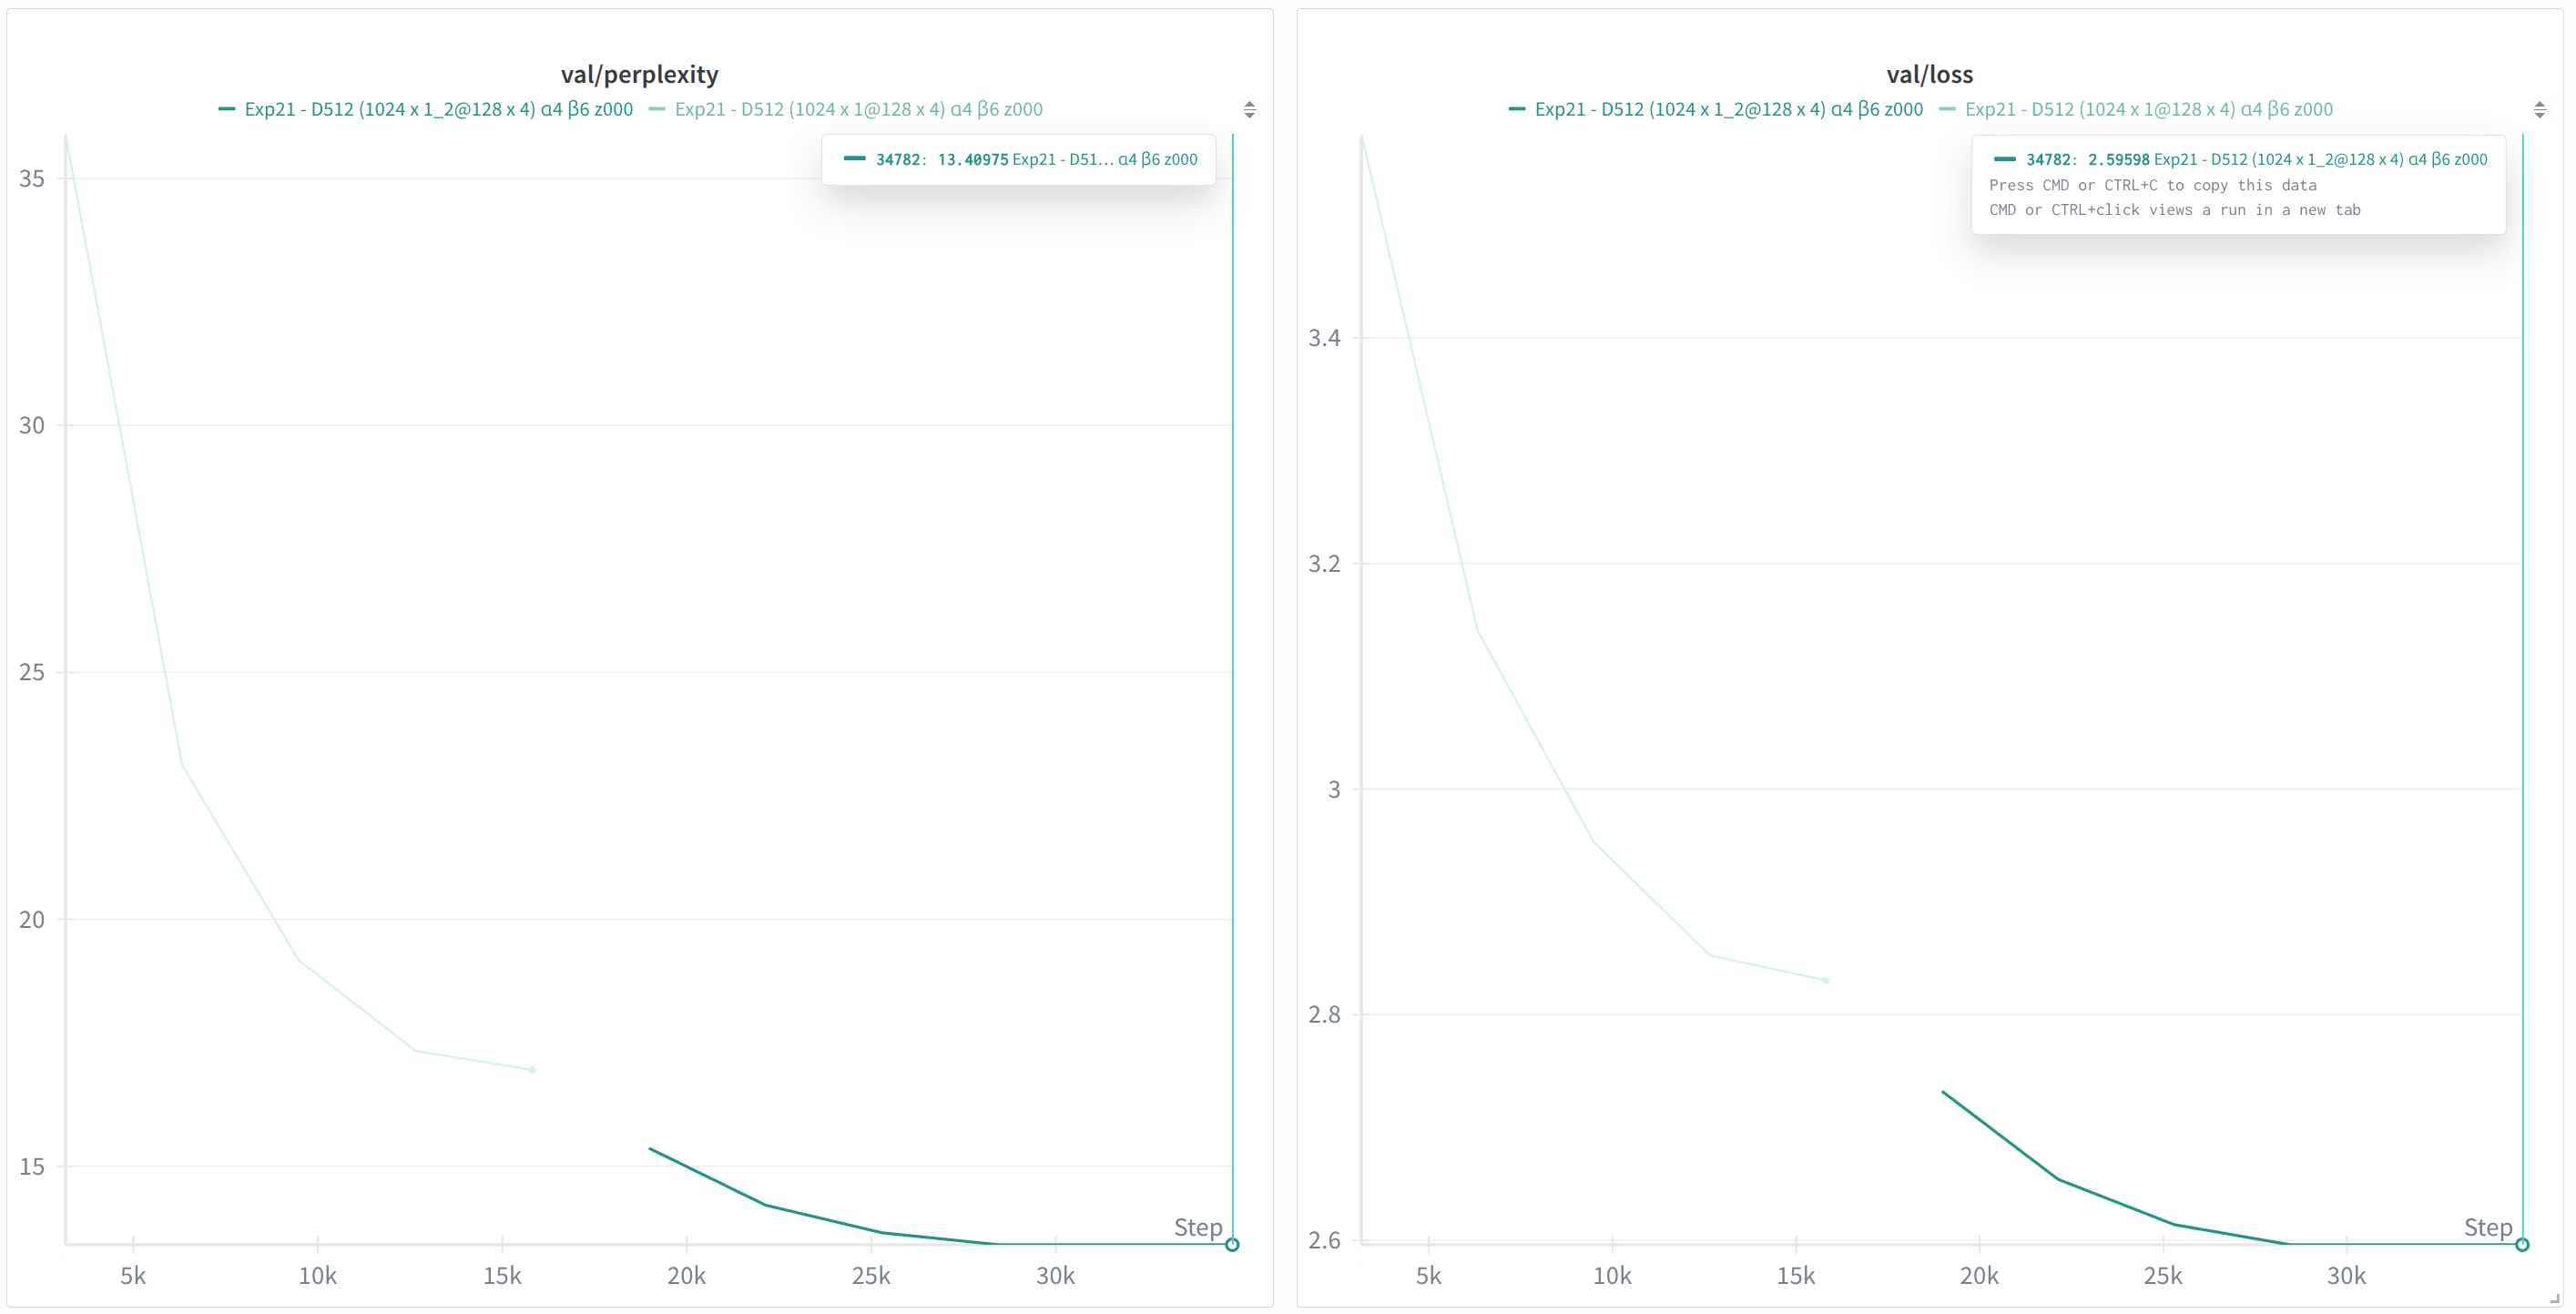 val/perplexity
Exp21 - D512 (1024 x 1_2@128 x 4) α4 β6 z000 Exp21 - D512 (1024 x 1@128 x 4) α4 β6 z000
34782: 13.40975 Exp21 - D51... α4 β6 z000
35
30
25
20
15
Step
5k 10k 15k 20k 25k 30k
val/loss
Exp21 - D512 (1024 x 1_2@128 x 4) α4 β6 z000 Exp21 - D512 (1024 x 1@128 x 4) α4 β6 z000
34782: 2.59598 Exp21 - D512 (1024 x 1_2@128 x 4) α4 β6 z000
Press CMD or CTRL+C to copy this data
CMD or CTRL+click views a run in a new tab
3.4
3.2
3
2.8
2.6
Step
5k 10k 15k 20k 25k 30k